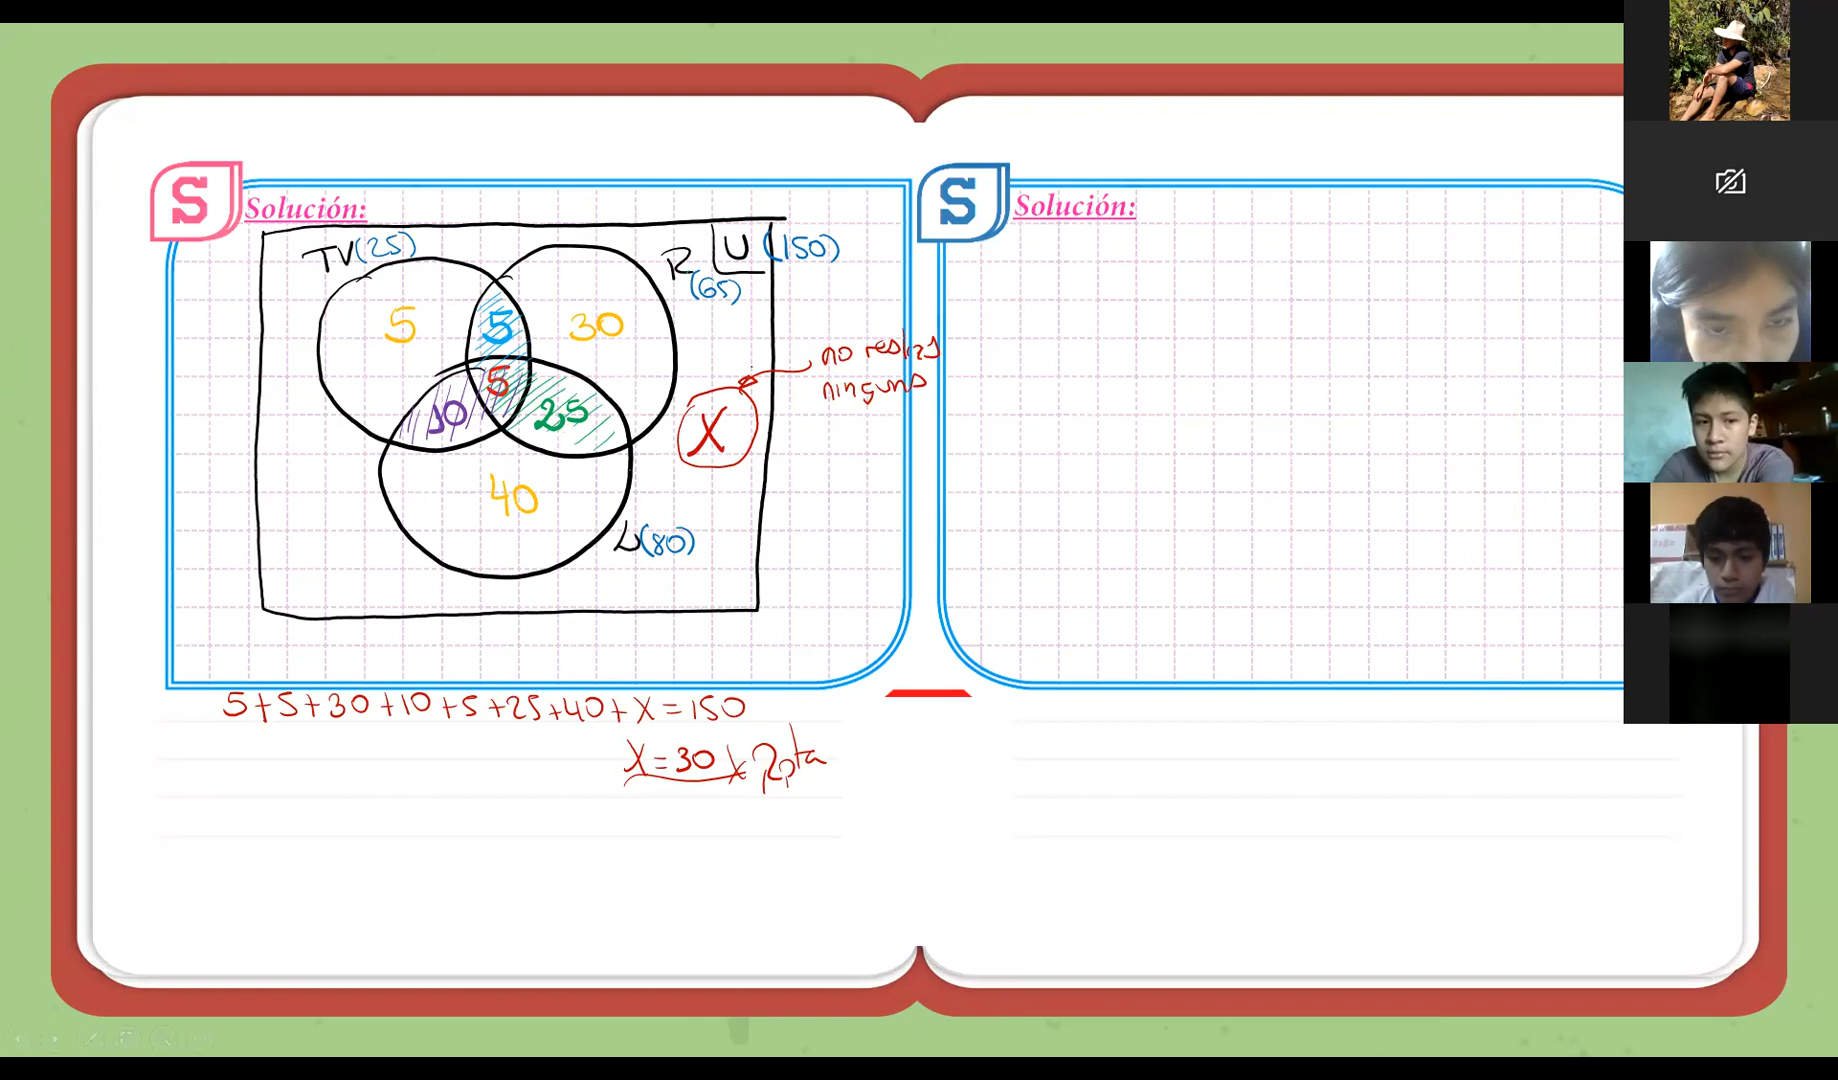 S
Solución:
TV(25)
R
(65)
U (150)
5
5
30
5
10
25
X
no realiza
ninguna
40
L(80)
5+5+30+10+5+25+40+X=150
X=30 Rpta
S
Solución: